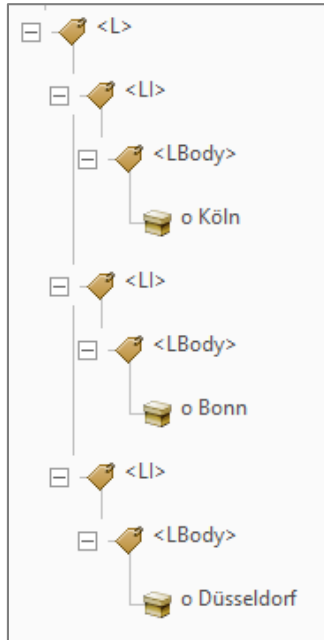 <L>
<LI>
<LBody>
o Köln
<LI>
<LBody>
o Bonn
<LI>
<LBody>
o Düsseldorf